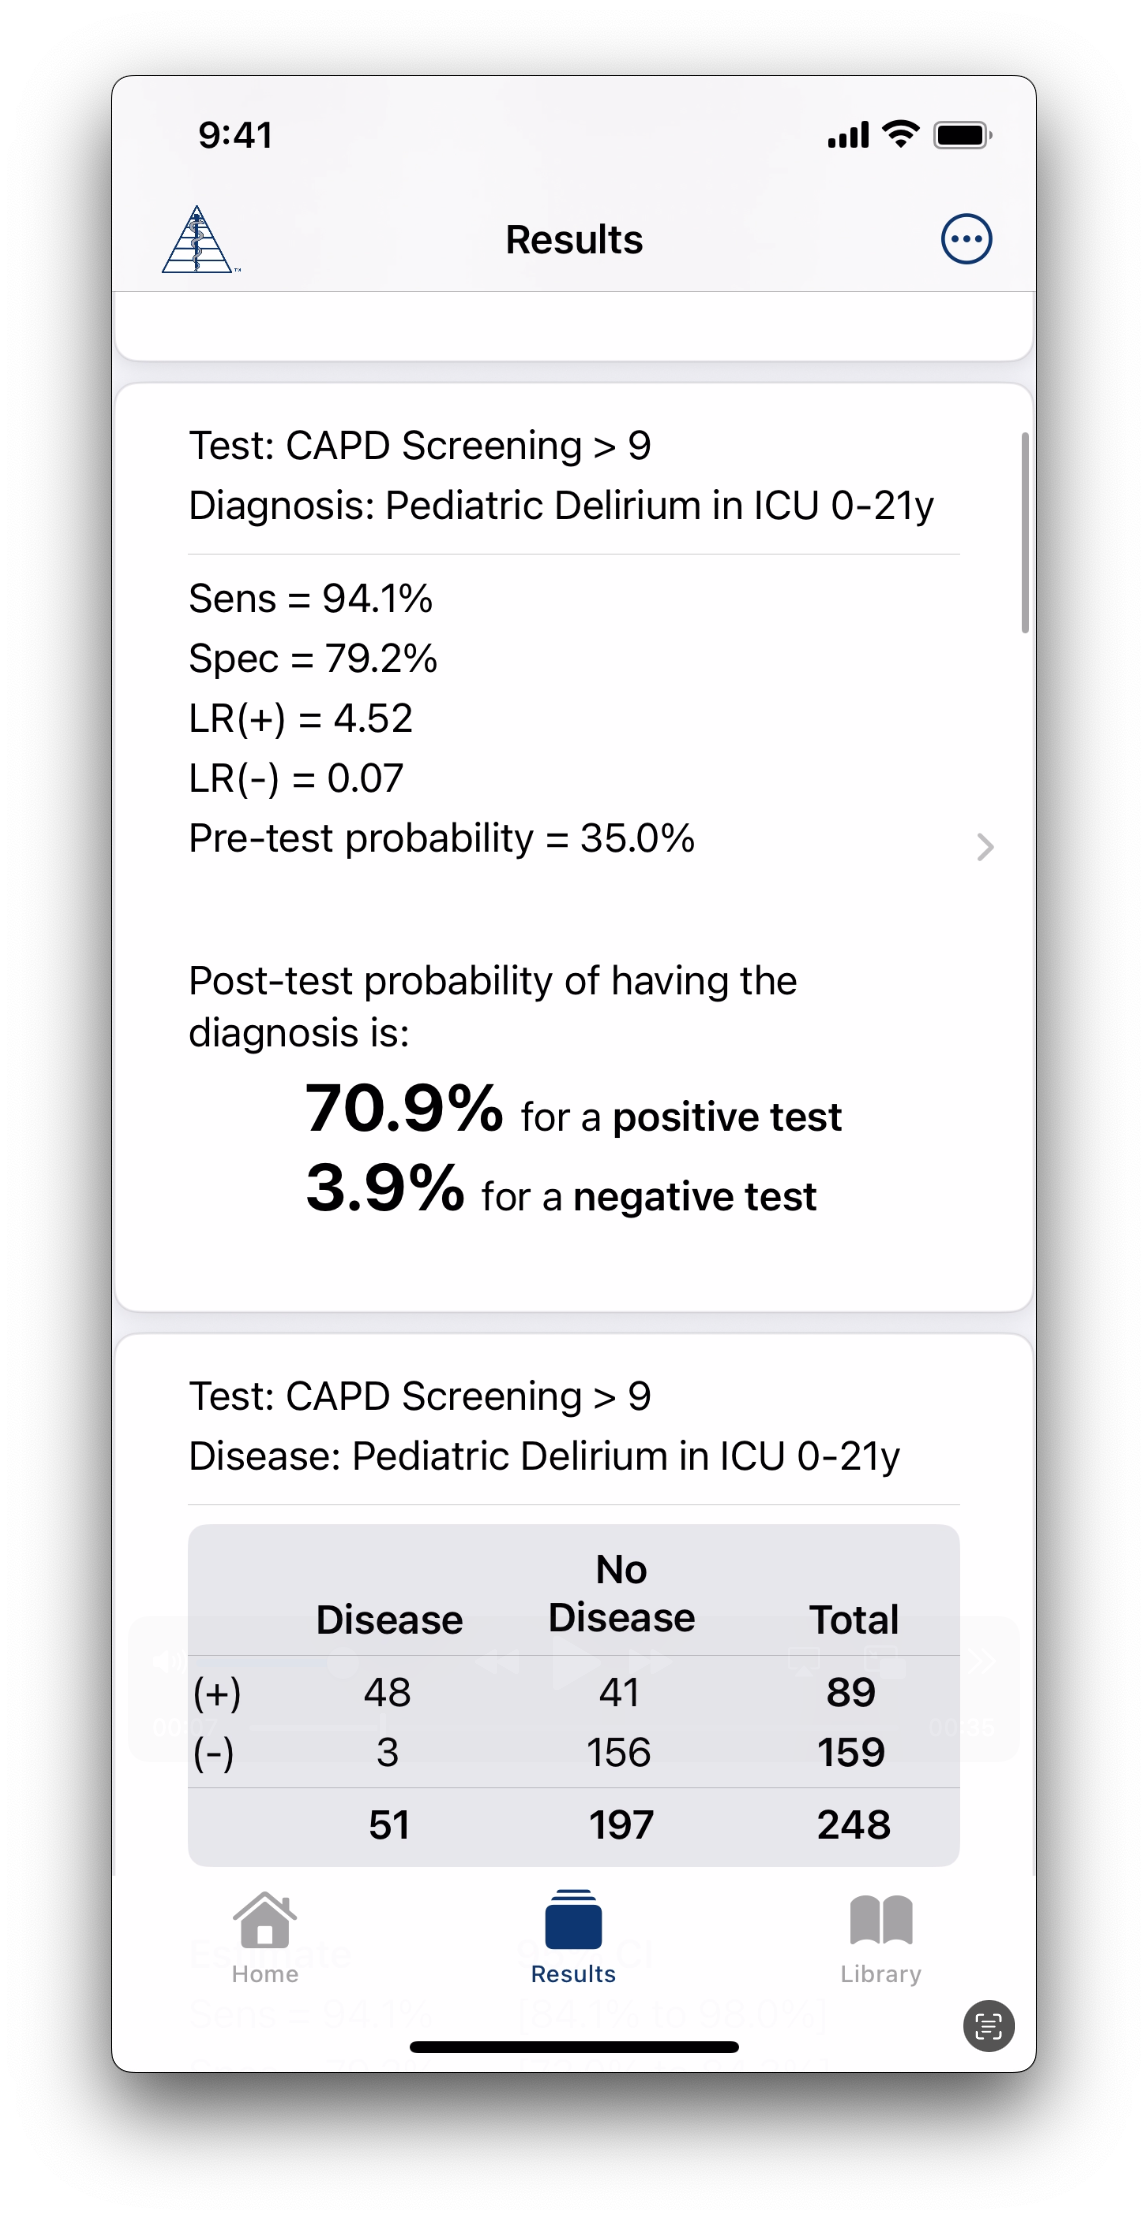 9:41
Results
Test: CAPD Screening > 9
Diagnosis: Pediatric Delirium in ICU 0-21y
Sens = 94.1%
Spec = 79.2%
LR(+) = 4.52
LR(-) = 0.07
Pre-test probability = 35.0%
Post-test probability of having the
diagnosis is:
70.9% for a positive test
3.9% for a negative test
Test: CAPD Screening > 9
Disease: Pediatric Delirium in ICU 0-21y
No
Disease Disease Total
(+) 48 41 89
(-) 3 156 159
51 197 248
Home Results Library